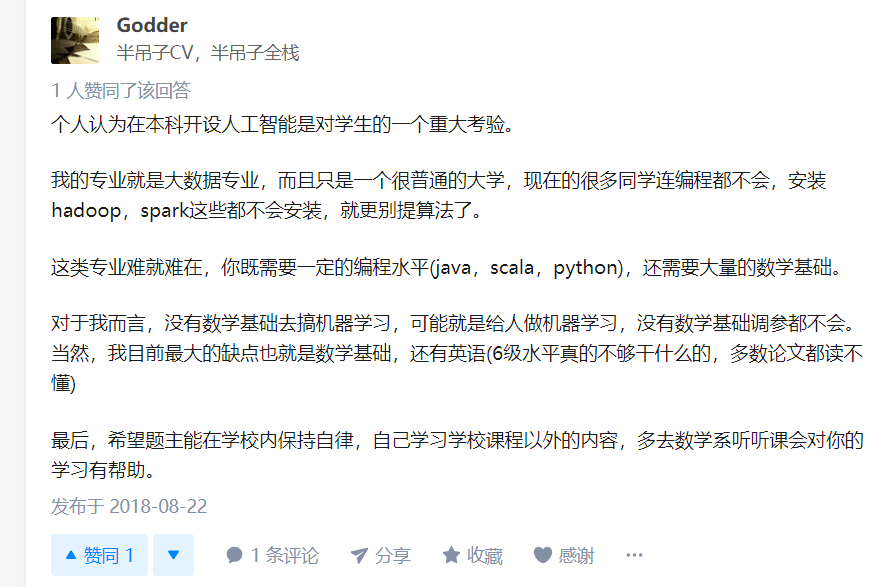 Godder
半吊子CV，半吊子全栈
1 人赞同了该回答
个人认为在本科开设人工智能是对学生的一个重大考验。
我的专业就是大数据专业，而且只是一个很普通的大学，现在的很多同学连编程都不会，安装
hadoop，spark这些都不会安装，就更别提算法了。
这类专业难就难在，你既需要一定的编程水平(java，scala，python)，还需要大量的数学基础。
对于我而言，没有数学基础去搞机器学习，可能就是给人做机器学习，没有数学基础调参都不会。
当然，我目前最大的缺点也就是数学基础，还有英语(6级水平真的不够干什么的，多数论文都读不
懂)
最后，希望题主能在学校内保持自律，自己学习学校课程以外的内容，多去数学系听听课会对你的
学习有帮助。
发布于 2018-08-22
赞同 1 1 条评论 分享 收藏 感谢